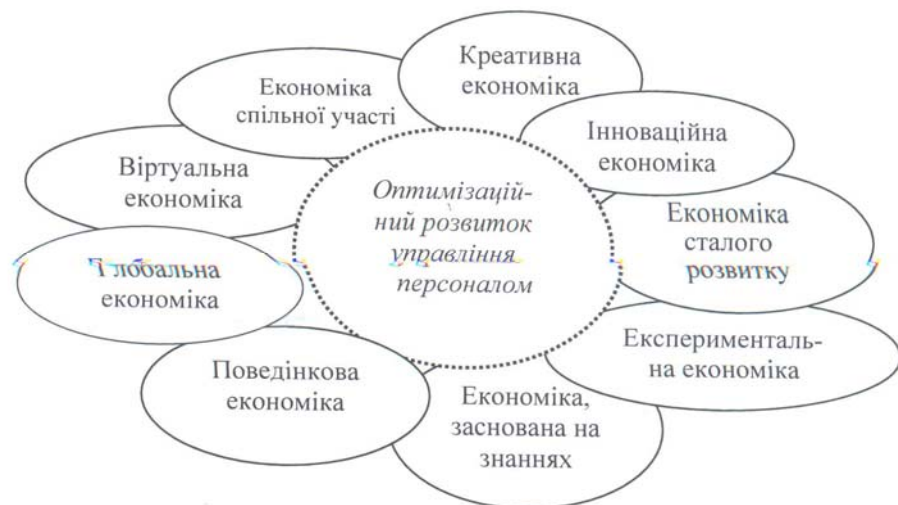 Креативна
економіка
Економіка
спільної участі
Інноваційна
економіка
Віртуальна
економіка
Оптимізацій-
ний розвиток
управління
персоналом
Економіка
сталого
розвитку
Глобальна
економіка
Експерименталь-
на економіка
Поведінкова
економіка
Економіка,
заснована на
знаннях